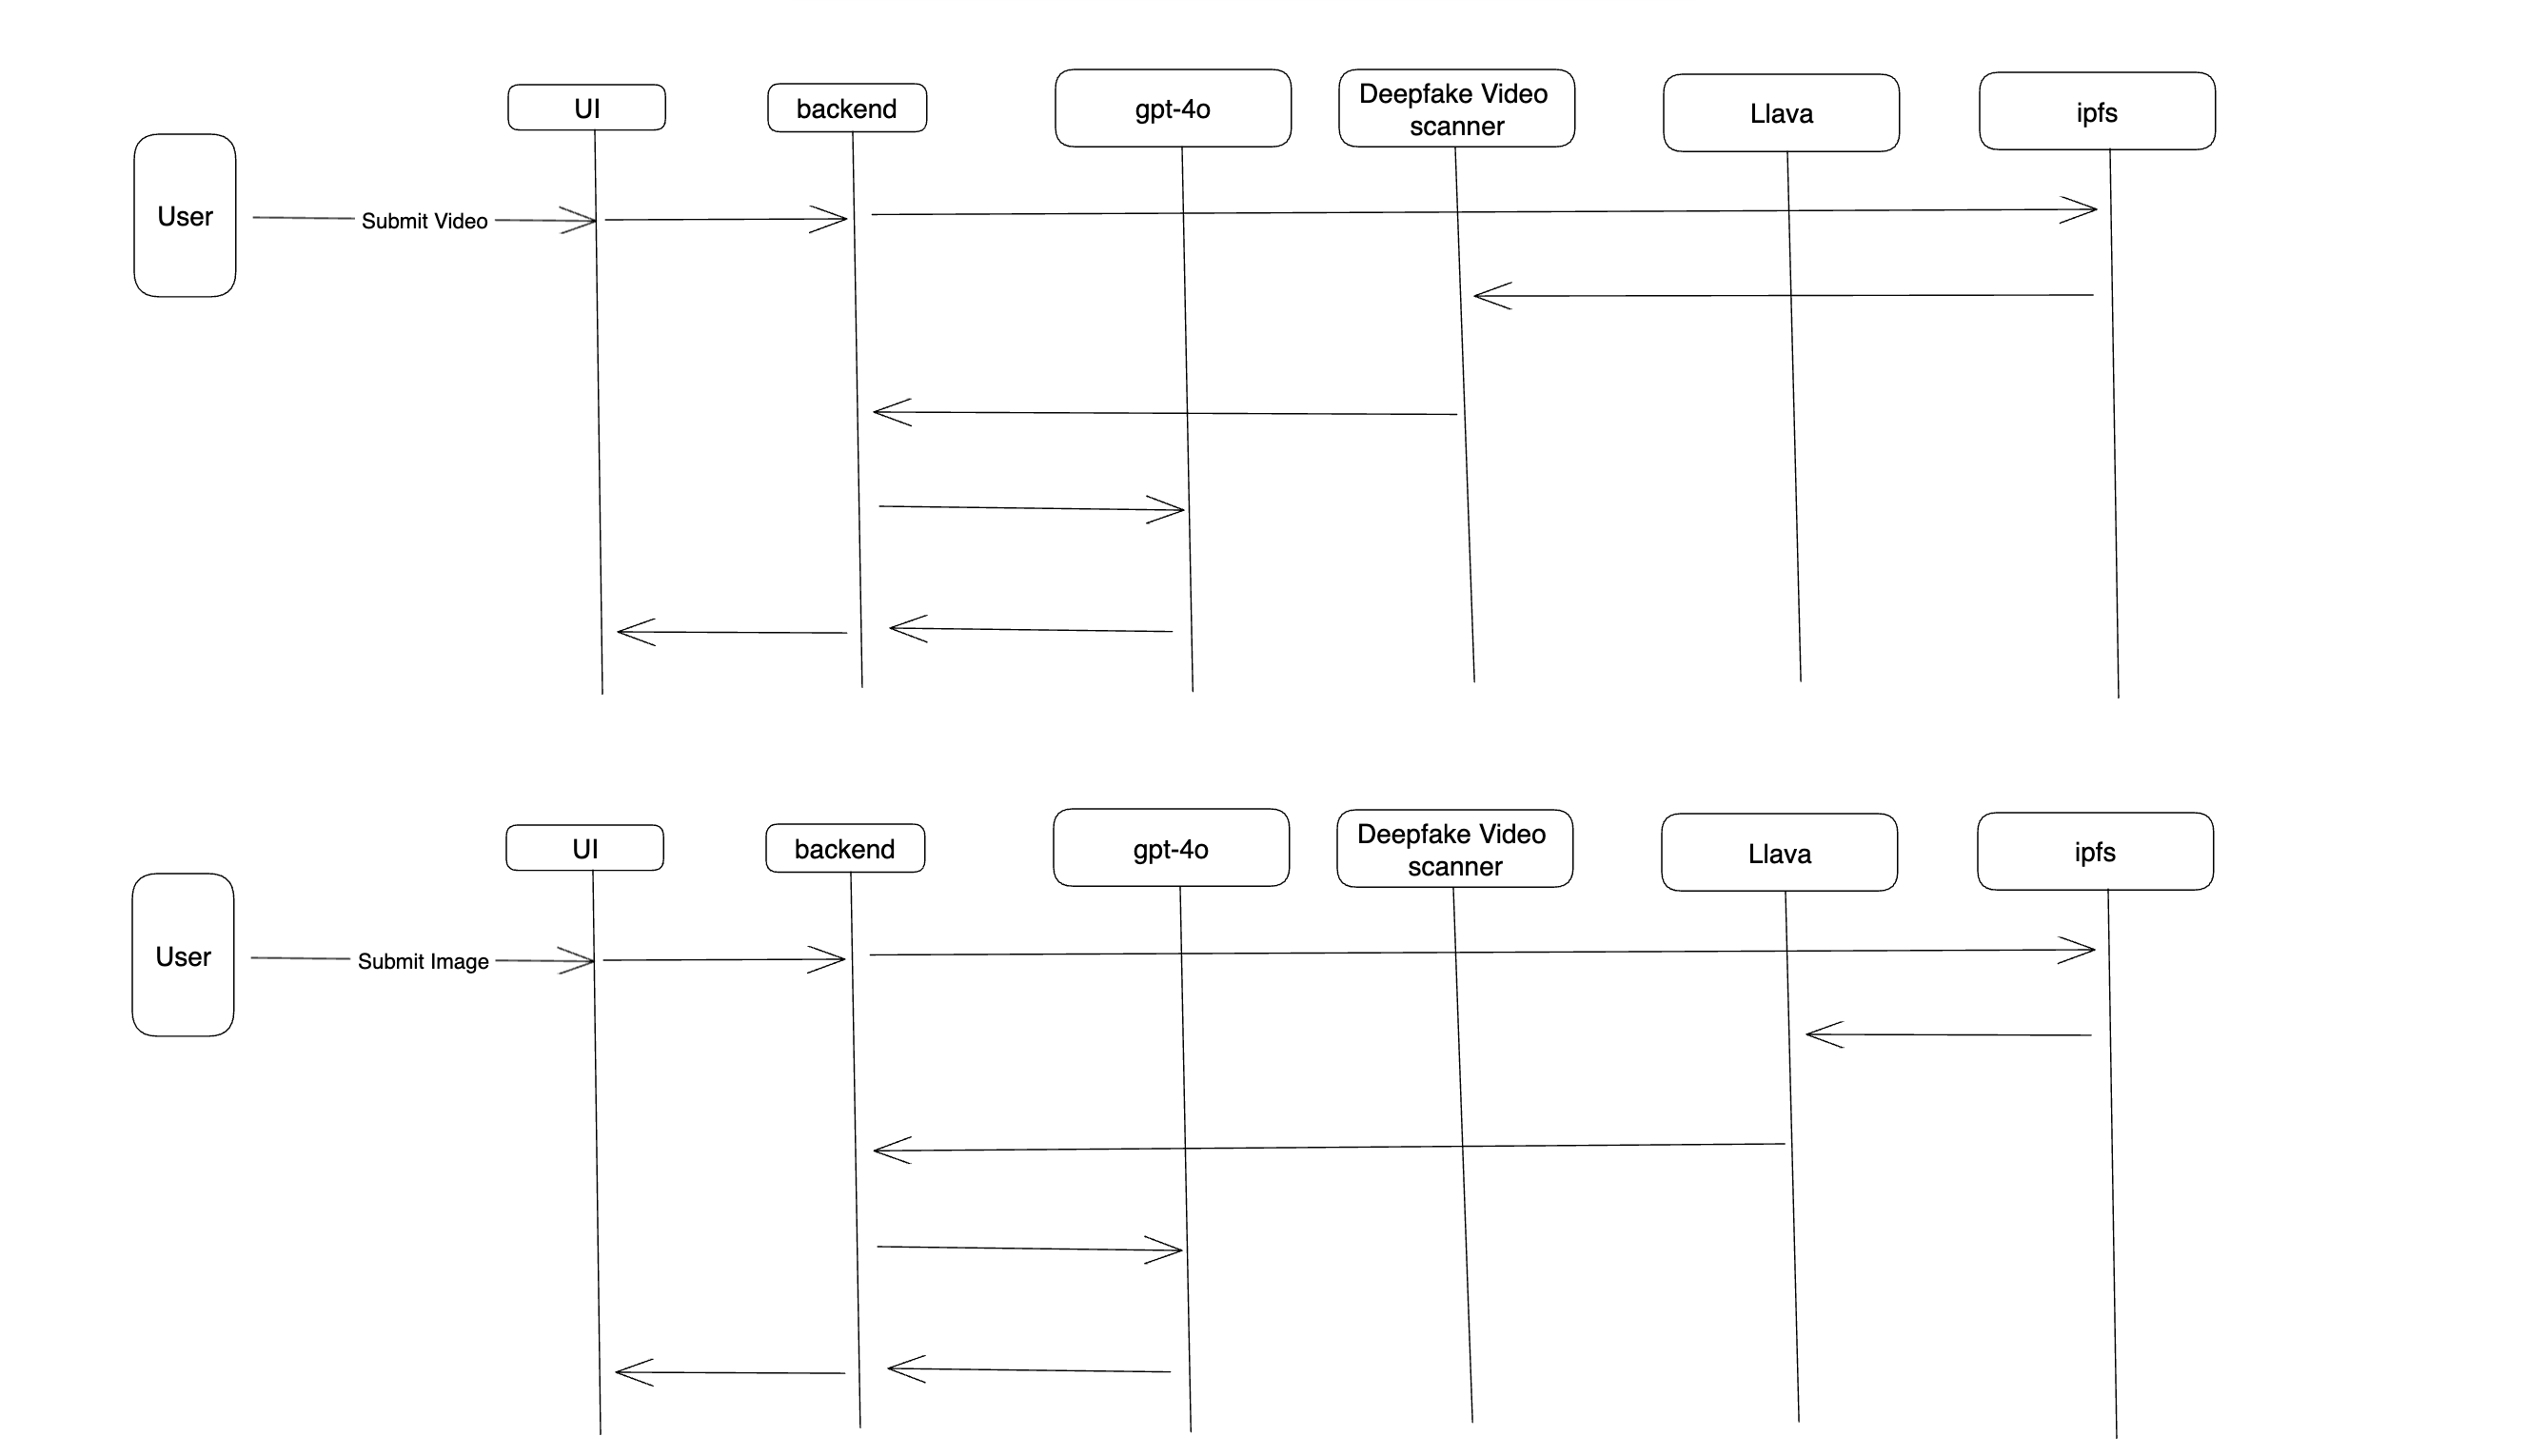 UI
backend
gpt-4o
Deepfake Video
scanner
Llava
ipfs
User
Submit Video
UI
backend
gpt-4o
Deepfake Video
scanner
Llava
ipfs
User
Submit Image